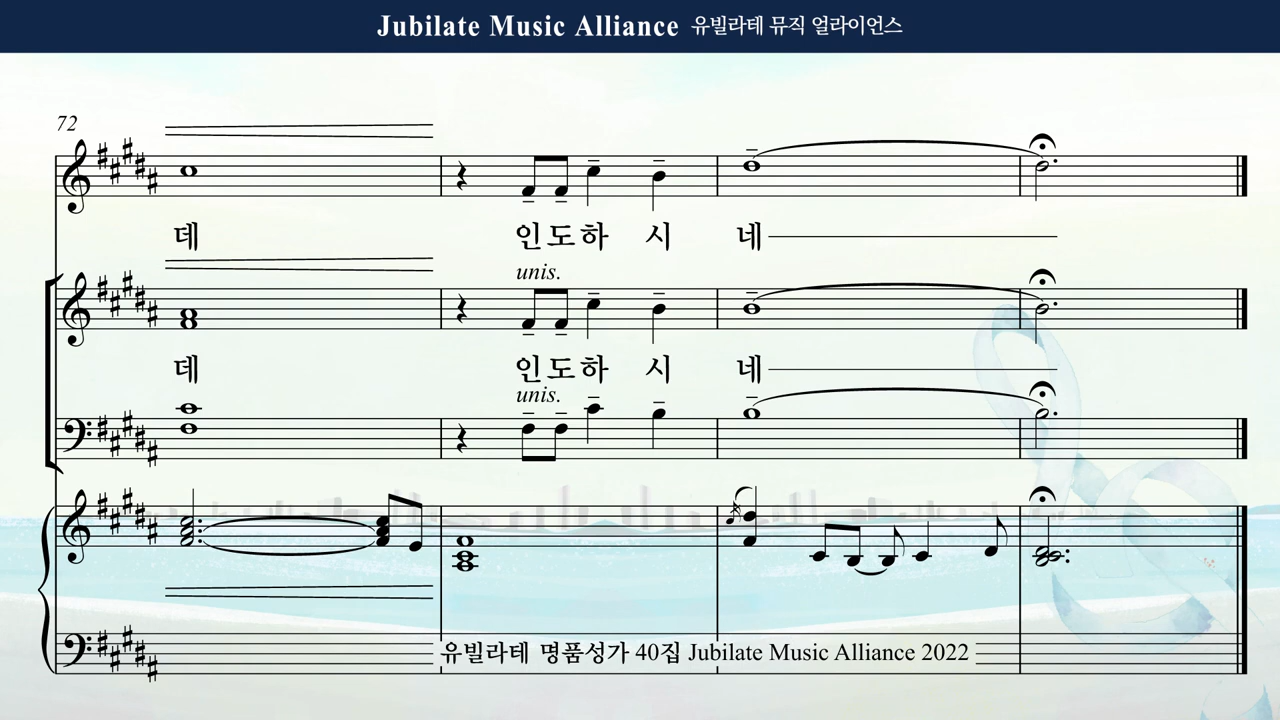 Jubilate Music Alliance 유빌라테 뮤직 얼라이언스
72
데 인도하 시 네
unis.
데 인도하 시 네
unis.
유빌라테 명품성가 40집 Jubilate Music Alliance 2022